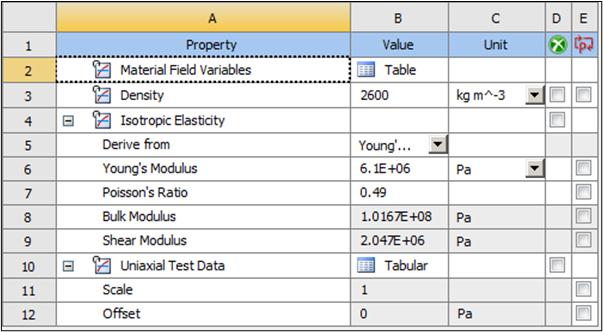 A B C D E
1 Property Value Unit
2 Material Field Variables Table
3 Density 2600 kg m^-3
4 Isotropic Elasticity
5 Derive from Young'...
6 Young's Modulus 6.1E+06 Pa
7 Poisson's Ratio 0.49
8 Bulk Modulus 1.0167E+08 Pa
9 Shear Modulus 2.047E+06 Pa
10 Uniaxial Test Data Tabular
11 Scale 1
12 Offset 0 Pa